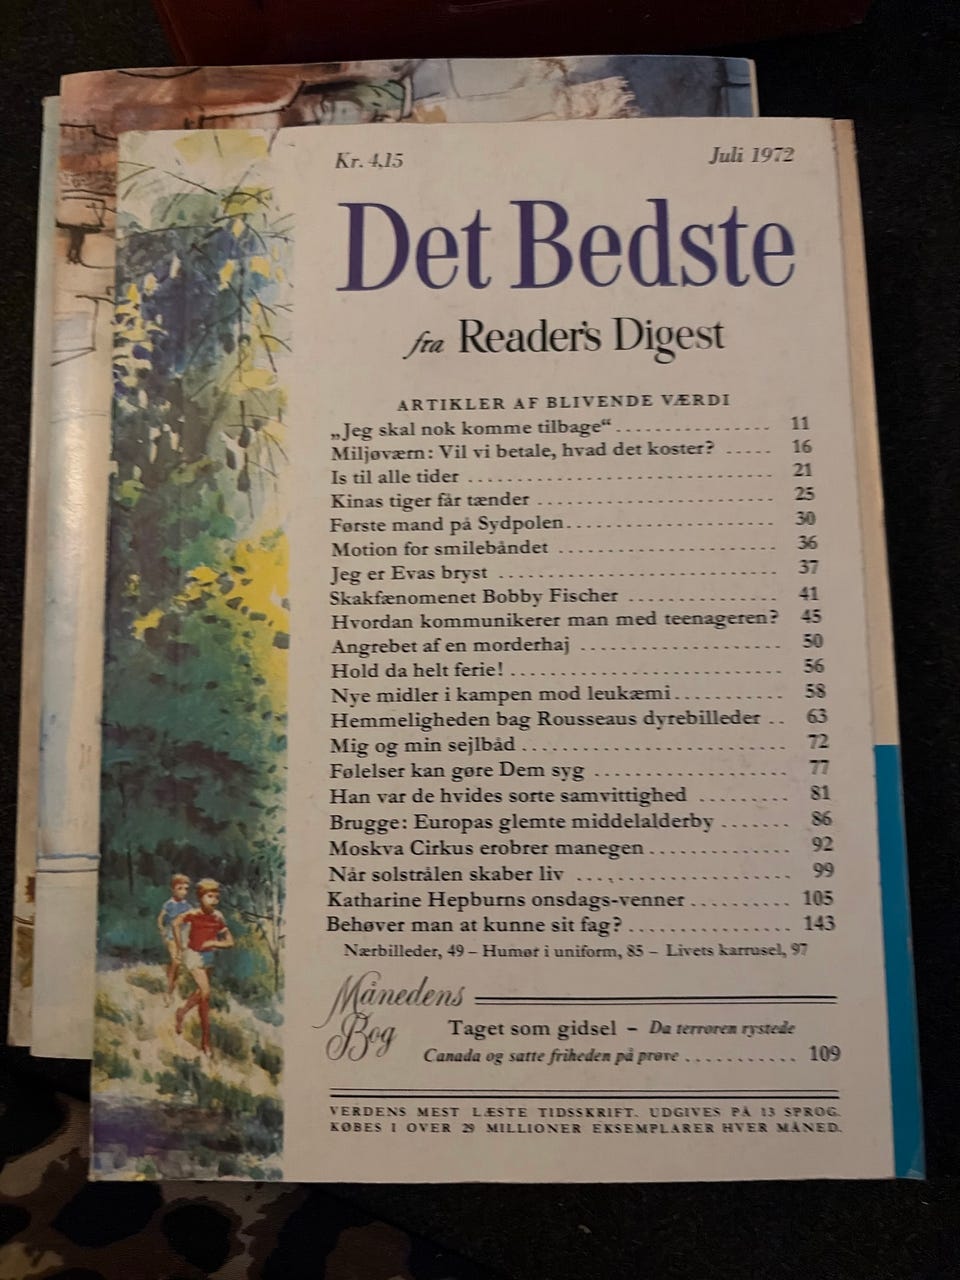 Kr. 4,15 Juli 1972
Det Bedste
fra Reader's Digest
ARTIKLER AF BLIVENDE VÆRDI
„Jeg skal nok komme tilbage“ . . . . . . . . . . . . . . . . 11
Miljøværn: Vil vi betale, hvad det koster? . . . . . 16
Is til alle tider . . . . . . . . . . . . . . . . . . . . . . . . . . . . . . . 21
Kinas tiger får tænder . . . . . . . . . . . . . . . . . . . . . . . . 25
Første mand på Sydpolen . . . . . . . . . . . . . . . . . . . . . 30
Motion for smilebåndet . . . . . . . . . . . . . . . . . . . . . . 36
Jeg er Evas bryst . . . . . . . . . . . . . . . . . . . . . . . . . . . . 37
Skakfænomenet Bobby Fischer . . . . . . . . . . . . . . . 41
Hvordan kommunikerer man med teenageren? 45
Angrebet af en morderhaj . . . . . . . . . . . . . . . . . . . . 50
Hold da helt ferie! . . . . . . . . . . . . . . . . . . . . . . . . . . . 56
Nye midler i kampen mod leukæmi . . . . . . . . . . . 58
Hemmeligheden bag Rousseaus dyrebilleder . . 63
Mig og min sejlbåd . . . . . . . . . . . . . . . . . . . . . . . . . . 72
Følelser kan gøre Dem syg . . . . . . . . . . . . . . . . . . . 77
Han var de hvides sorte samvittighed . . . . . . . . . 81
Brugge: Europas glemte middelalderby . . . . . . . 86
Moskva Cirkus erobrer manegen . . . . . . . . . . . . . . 92
Når solstrålen skaber liv . . . . . . . . . . . . . . . . . . . . . 99
Katharine Hepburns onsdags-venner . . . . . . . . . . 105
Behøver man at kunne sit fag? . . . . . . . . . . . . . . . . 143
Nærbilleder, 49 – Humør i uniform, 85 – Livets karrusel, 97
Månedens
Bog
Taget som gidsel – Da terroren rystede
Canada og satte friheden på prøve . . . . . . . . . . . 109
VERDENS MEST LÆSTE TIDSSKRIFT. UDGIVES PÅ 13 SPROG.
KØBES I OVER 29 MILLIONER EKSEMPLARER HVER MÅNED.